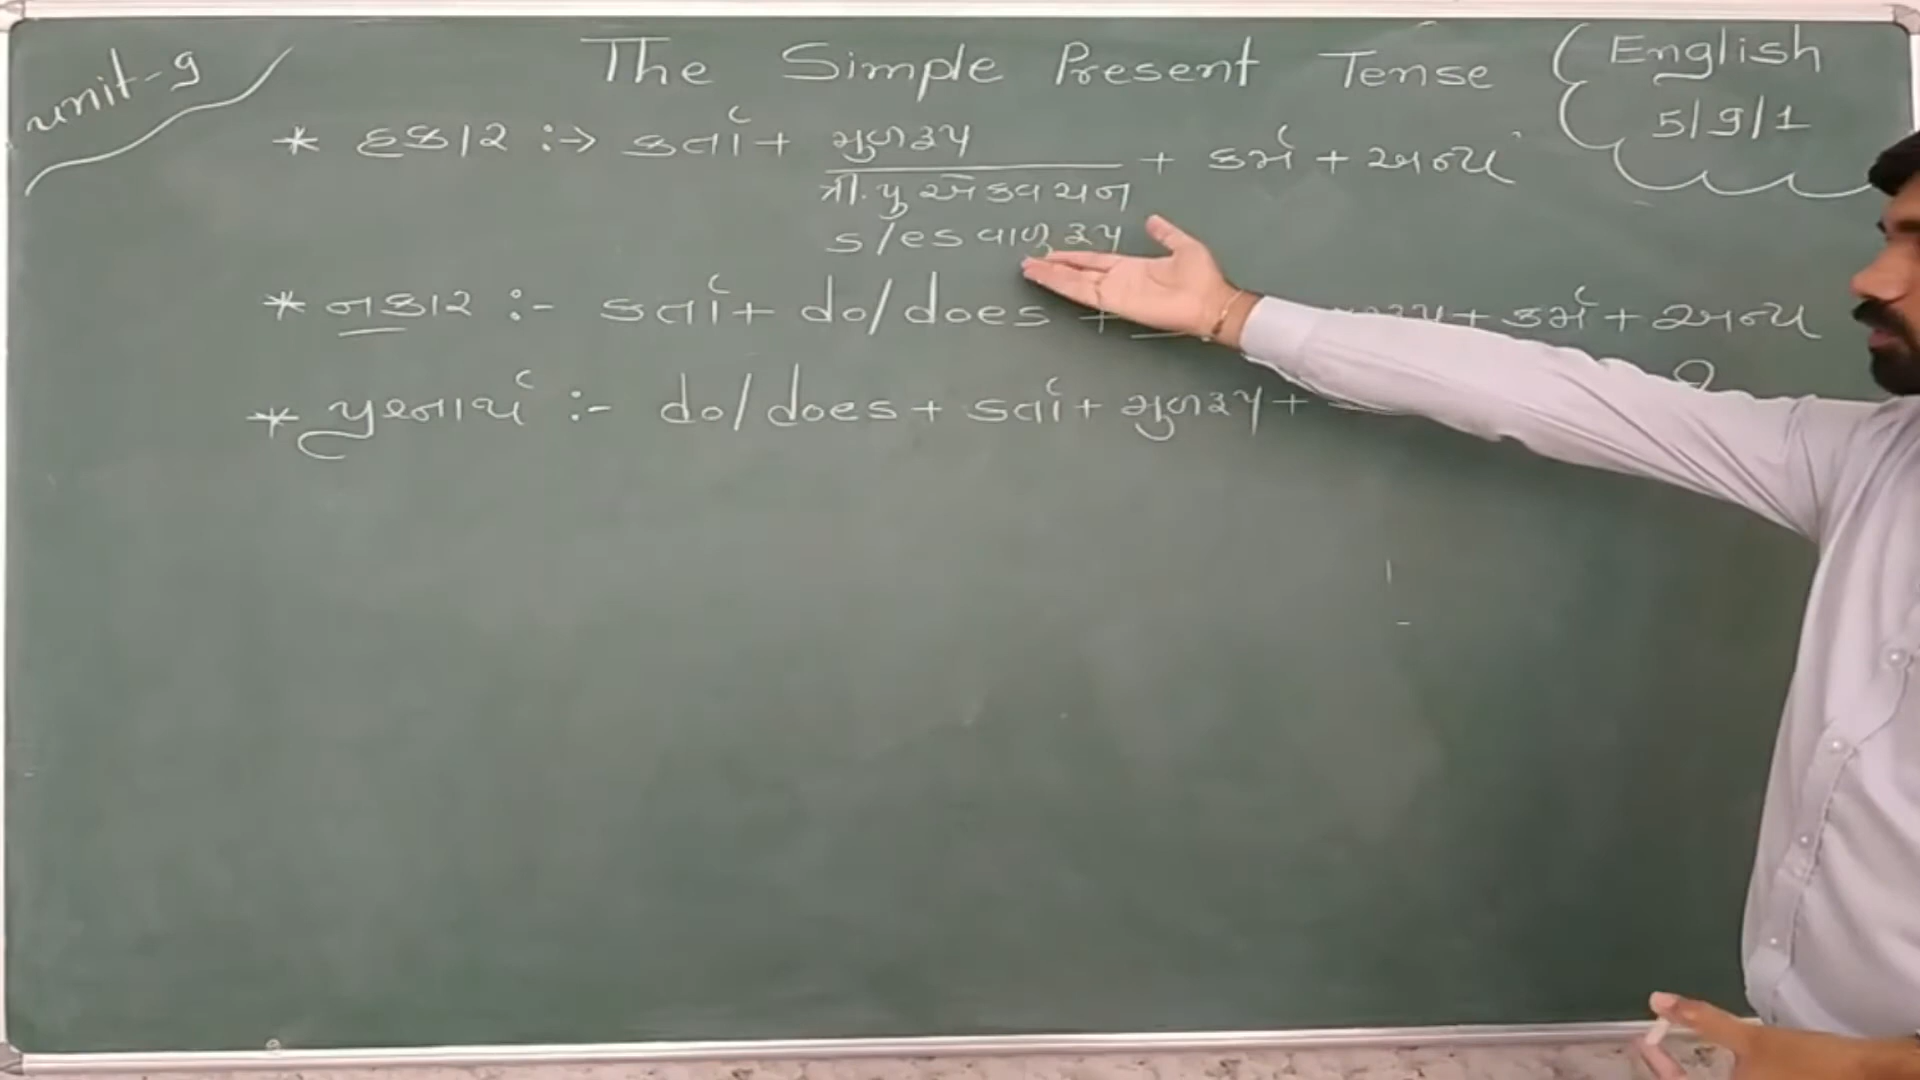 unit-9
The Simple Present Tense
English
5/9/1
* હકાર :→ કર્તા + મુળરૂપ + કર્મ + અન્ય
ત્રી. પુ એકવચન
s/es વાળુ રૂપ
* નકાર :- કર્તા + do/does + રૂપ + કર્મ + અન્ય
* પ્રશ્નાર્થ :- do/does + કર્તા + મુળરૂપ +